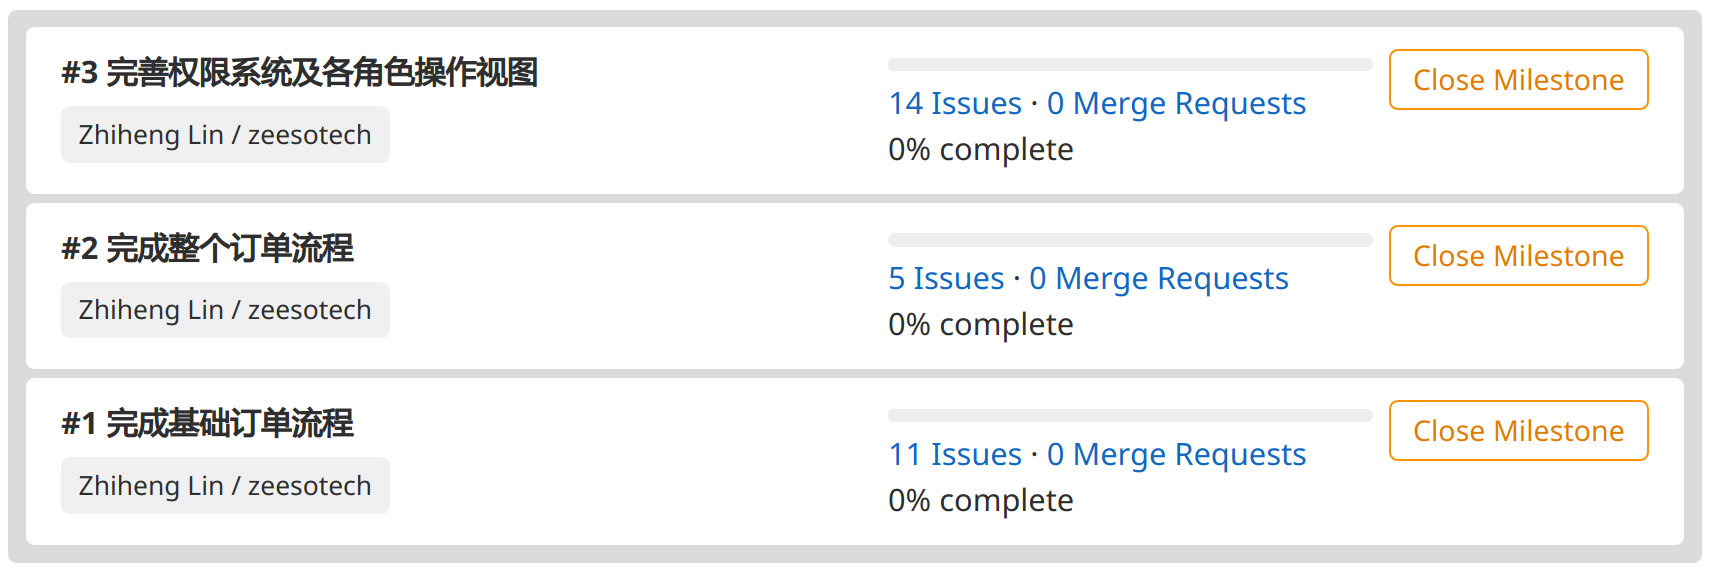 #3 完善权限系统及各角色操作视图
Zhiheng Lin / zeesotech
14 Issues · 0 Merge Requests
0% complete
Close Milestone
#2 完成整个订单流程
Zhiheng Lin / zeesotech
5 Issues · 0 Merge Requests
0% complete
Close Milestone
#1 完成基础订单流程
Zhiheng Lin / zeesotech
11 Issues · 0 Merge Requests
0% complete
Close Milestone